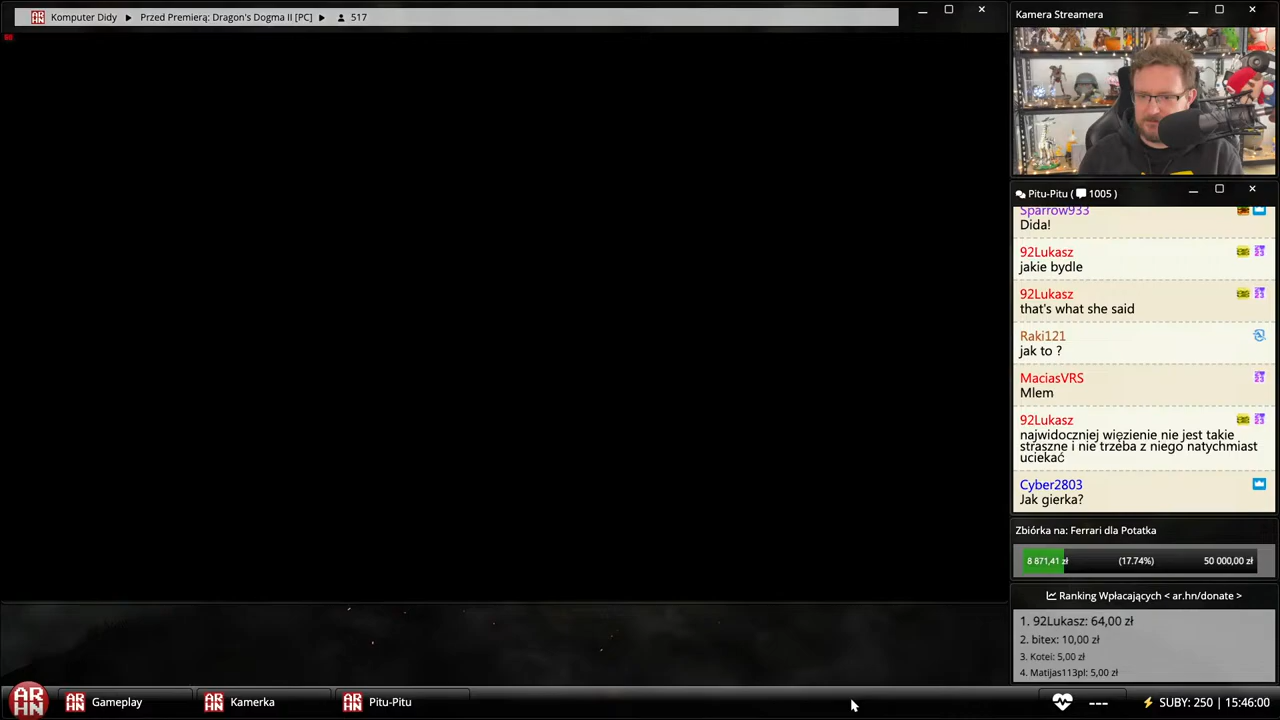 Komputer Didy ▶ Przed Premierą: Dragon's Dogma II [PC] ▶ 517
Kamera Streamera
Pitu-Pitu ( 1005 )
Sparrow933
Dida!
92Lukasz
jakie bydle
92Lukasz
that's what she said
Raki121
jak to ?
MaciasVRS
Mlem
92Lukasz
najwidoczniej więzienie nie jest takie
straszne i nie trzeba z niego natychmiast
uciekać
Cyber2803
Jak gierka?
Zbiórka na: Ferrari dla Potatka
8 871,41 zł (17.74%) 50 000,00 zł
Ranking Wpłacających < ar.hn/donate >
1. 92Lukasz: 64,00 zł
2. bitex: 10,00 zł
3. Kotei: 5,00 zł
4. Matijas113pl: 5,00 zł
ARHN Gameplay ARHN Kamerka ARHN Pitu-Pitu --- SUBY: 250 | 15:46:00